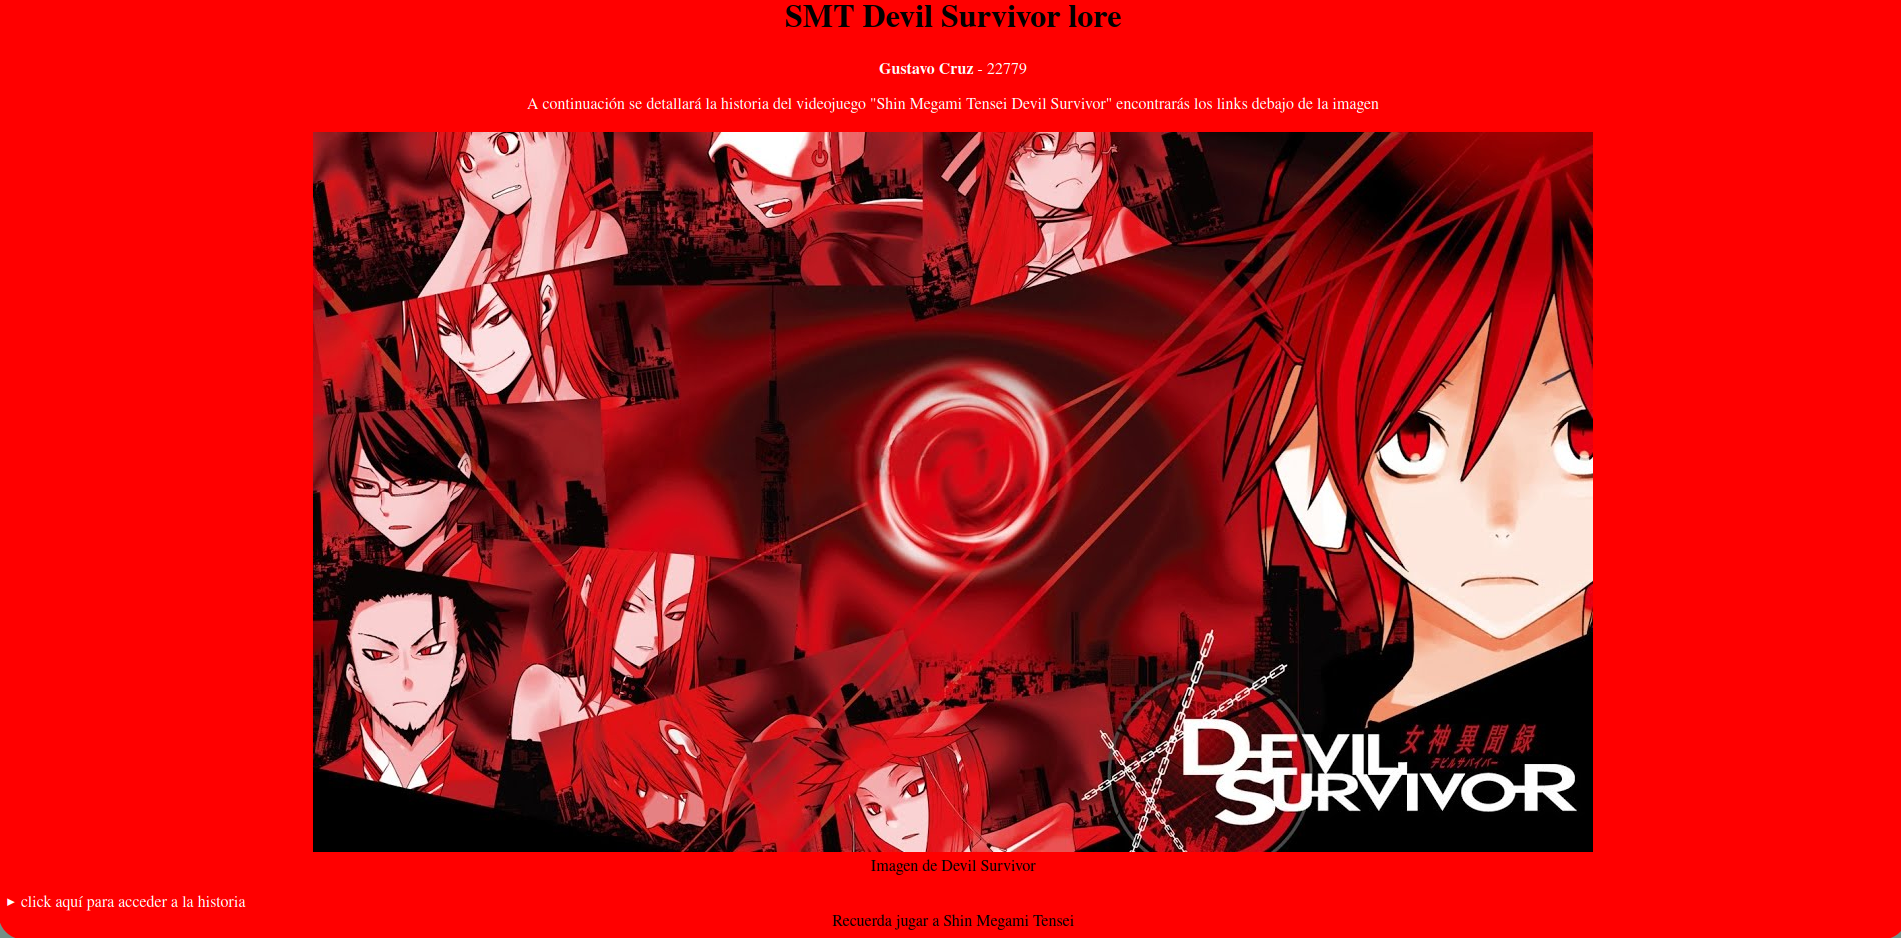 SMT Devil Survivor lore
Gustavo Cruz - 22779
A continuación se detallará la historia del videojuego "Shin Megami Tensei Devil Survivor" encontrarás los links debajo de la imagen
女神異聞録
デビルサバイバー
DEVIL
SURVIVOR
Imagen de Devil Survivor
▶ click aquí para acceder a la historia
Recuerda jugar a Shin Megami Tensei